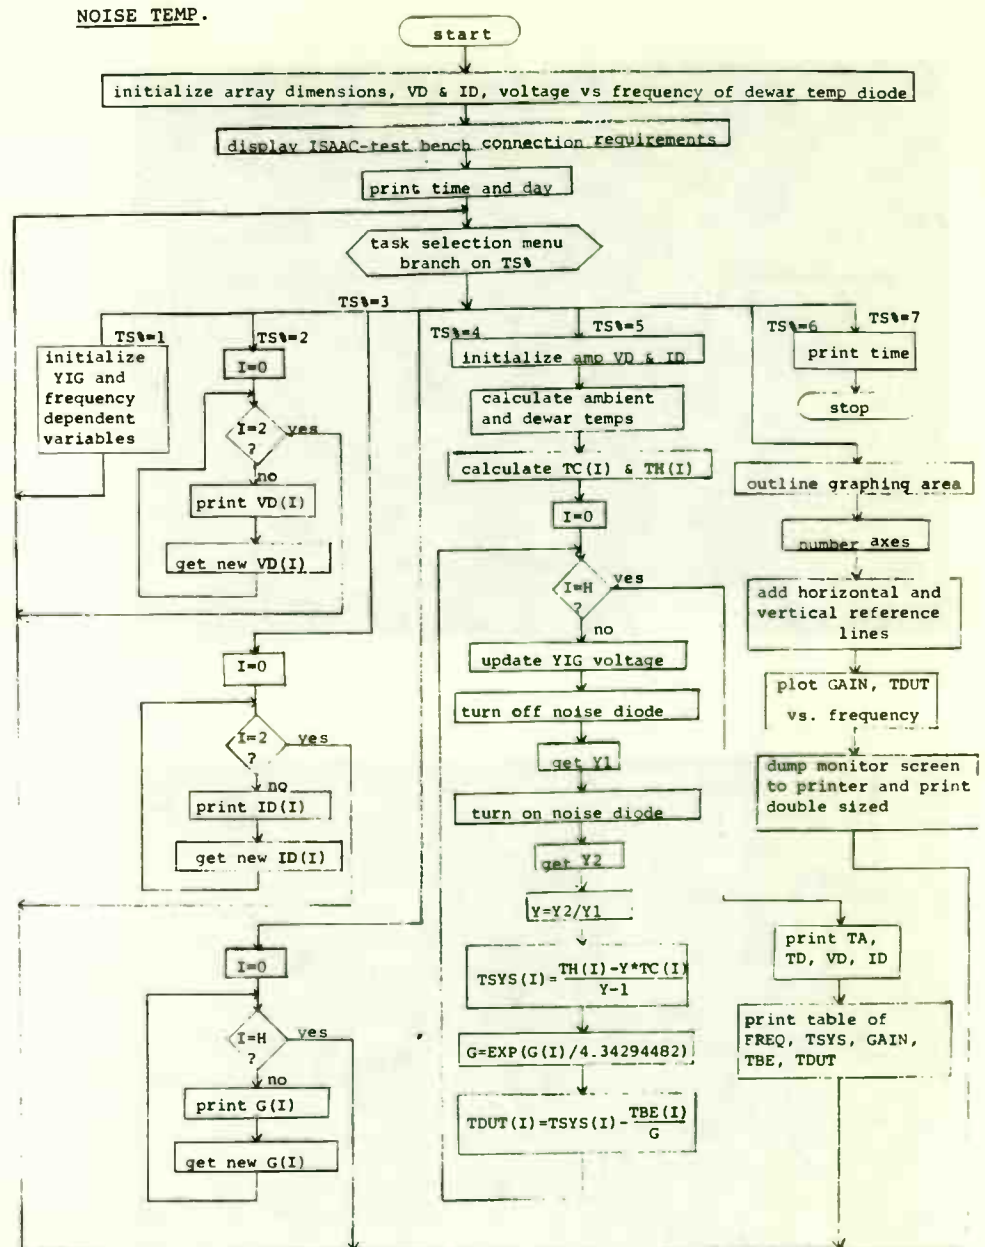 NOISE TEMP.
start
initialize array dimensions, VD & ID, voltage vs frequency of dewar temp diode
display ISAAC-test bench connection requirements
print time and day
task selection menu
branch on TS%
TS%=1
initialize
YIG and
frequency
dependent
variables
TS%=2
I=0
I=2
?
yes
no
print VD(I)
get new VD(I)
TS%=3
I=0
I=2
?
yes
no
print ID(I)
get new ID(I)
TS%=4
I=0
I=H
?
yes
no
print G(I)
get new G(I)
TS%=5
initialize amp VD & ID
calculate ambient
and dewar temps
calculate TC(I) & TH(I)
I=0
I=H
?
yes
no
update YIG voltage
turn off noise diode
get Y1
turn on noise diode
get Y2
Y=Y2/Y1
TSYS(I)=TH(I)-Y*TC(I)
Y-1
G=EXP(G(I)/4.34294482)
TDUT(I)=TSYS(I)-TBE(I)
G
print TA,
TD, VD, ID
print table of
FREQ, TSYS, GAIN,
TBE, TDUT
TS%=6
outline graphing area
number axes
add horizontal and
vertical reference
lines
plot GAIN, TDUT
vs. frequency
dump monitor screen
to printer and print
double sized
TS%=7
print time
stop